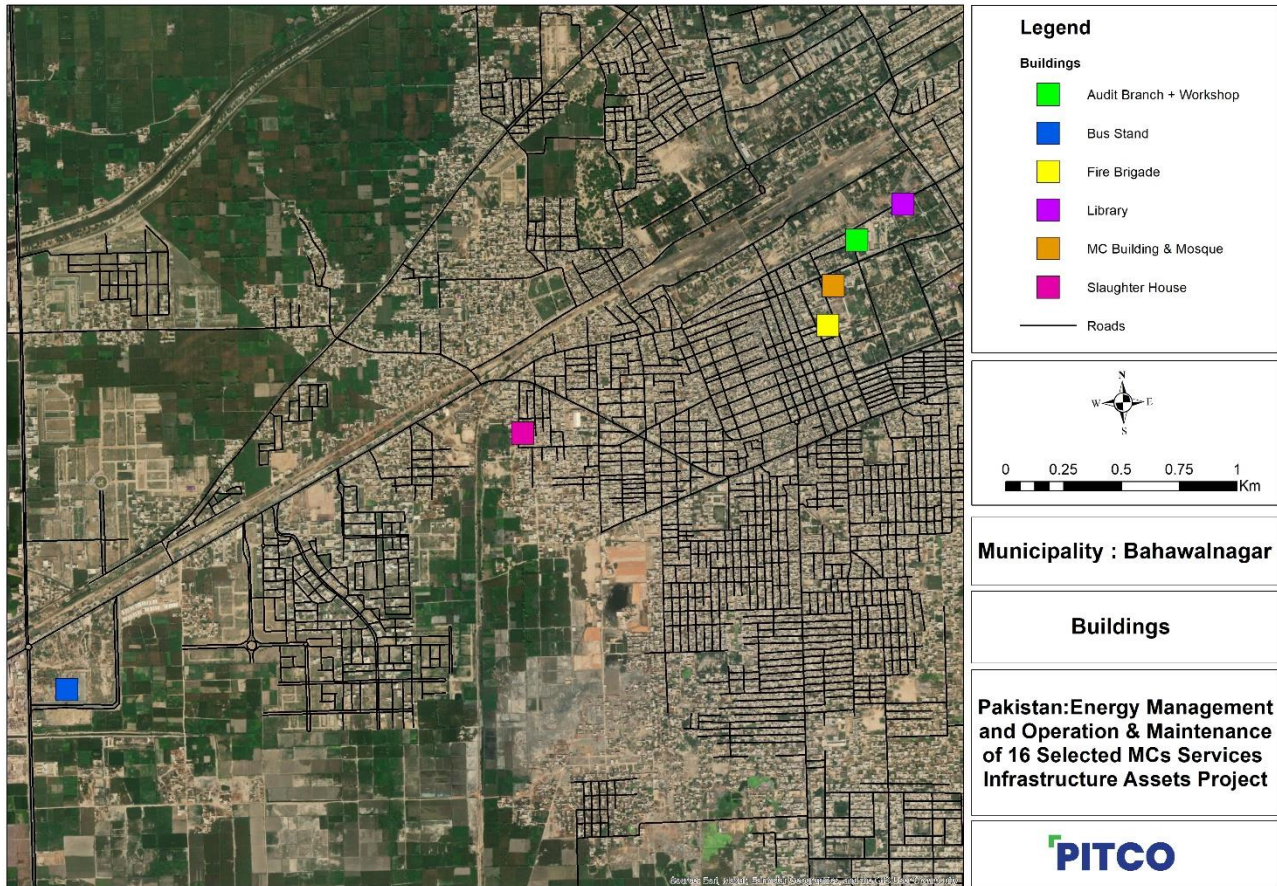 Legend
Buildings
Audit Branch + Workshop
Bus Stand
Fire Brigade
Library
MC Building & Mosque
Slaughter House
Roads
N
W E
S
0 0.25 0.5 0.75 1
Km
Municipality : Bahawalnagar
Buildings
Pakistan:Energy Management
and Operation & Maintenance
of 16 Selected MCs Services
Infrastructure Assets Project
PITCO
Source: Esri,